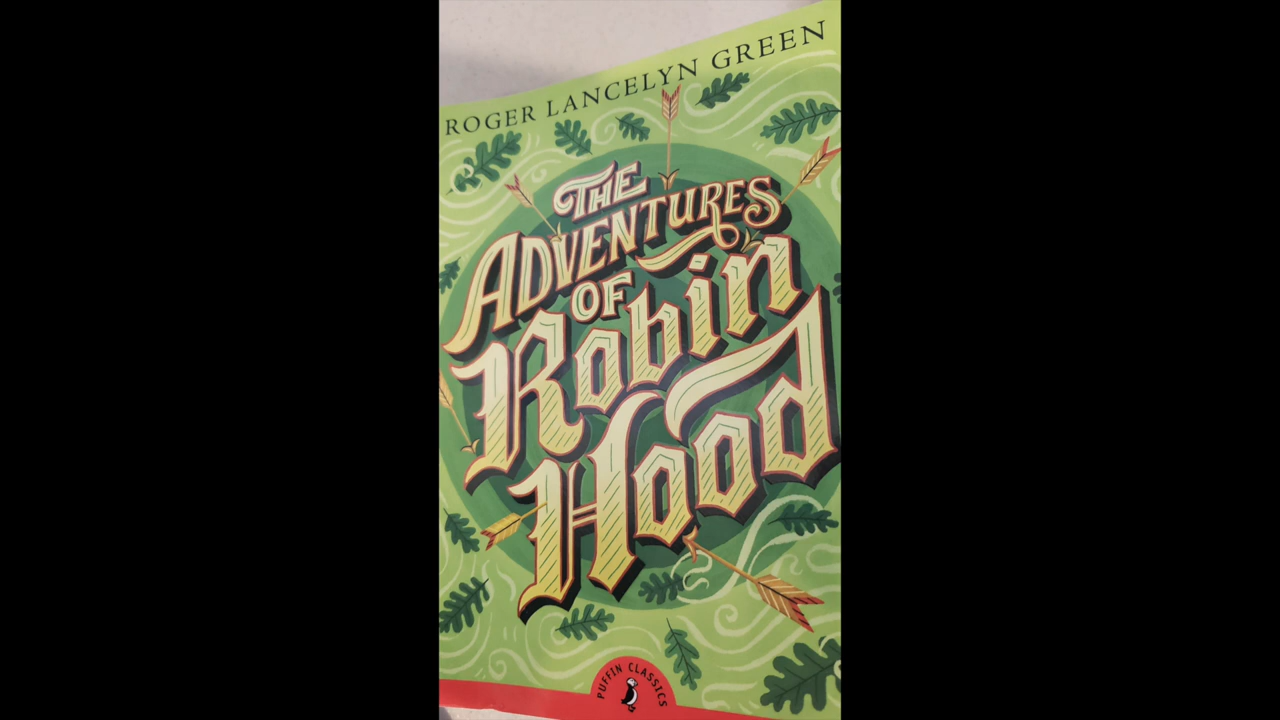 ROGER LANCELYN GREEN
THE
ADVENTURES
OF
Robin
Hood
PUFFIN CLASSICS